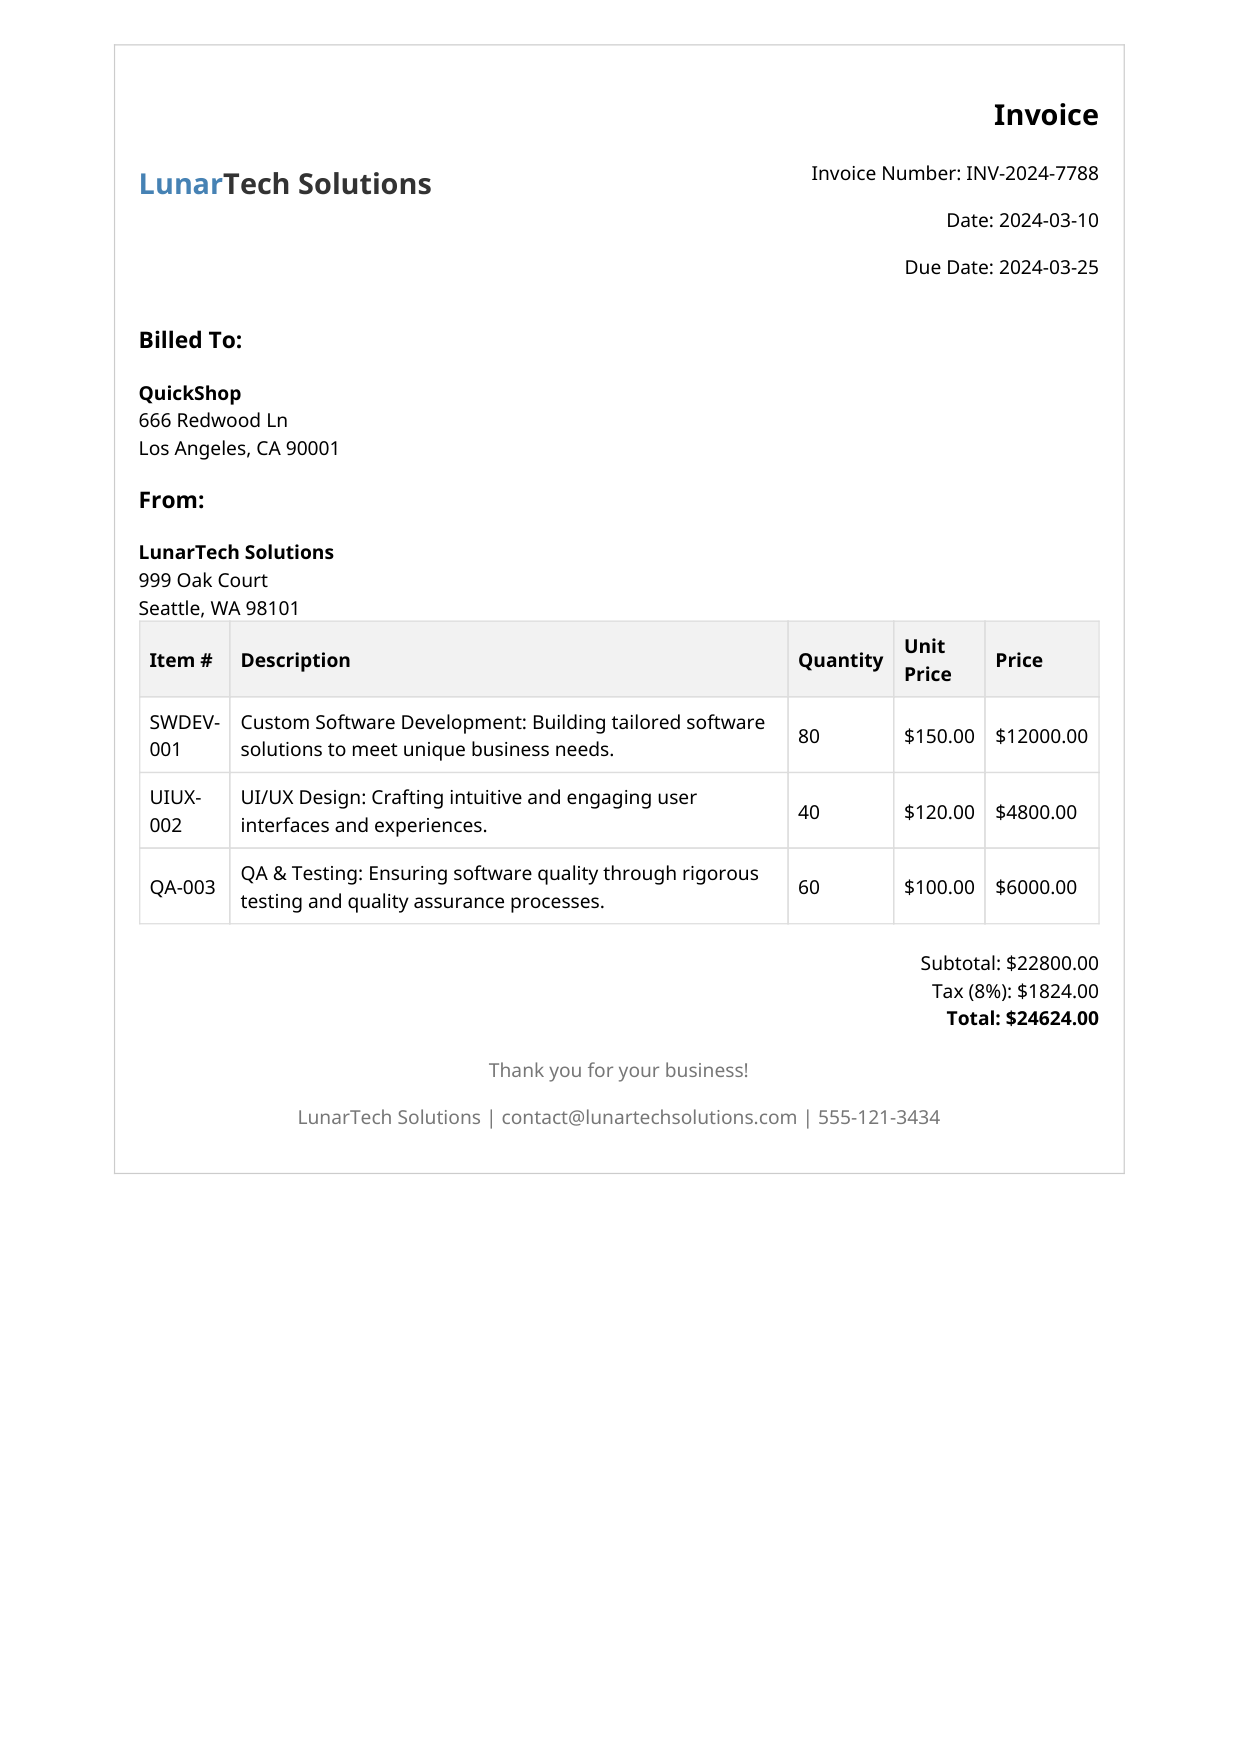 Invoice
LunarTech Solutions
Invoice Number: INV-2024-7788
Date: 2024-03-10
Due Date: 2024-03-25
Billed To:
QuickShop
666 Redwood Ln
Los Angeles, CA 90001
From:
LunarTech Solutions
999 Oak Court
Seattle, WA 98101
Item # Description Quantity Unit Price Price
SWDEV-001 Custom Software Development: Building tailored software solutions to meet unique business needs. 80 $150.00 $12000.00
UIUX-002 UI/UX Design: Crafting intuitive and engaging user interfaces and experiences. 40 $120.00 $4800.00
QA-003 QA & Testing: Ensuring software quality through rigorous testing and quality assurance processes. 60 $100.00 $6000.00
Subtotal: $22800.00
Tax (8%): $1824.00
Total: $24624.00
Thank you for your business!
LunarTech Solutions | contact@lunartechsolutions.com | 555-121-3434